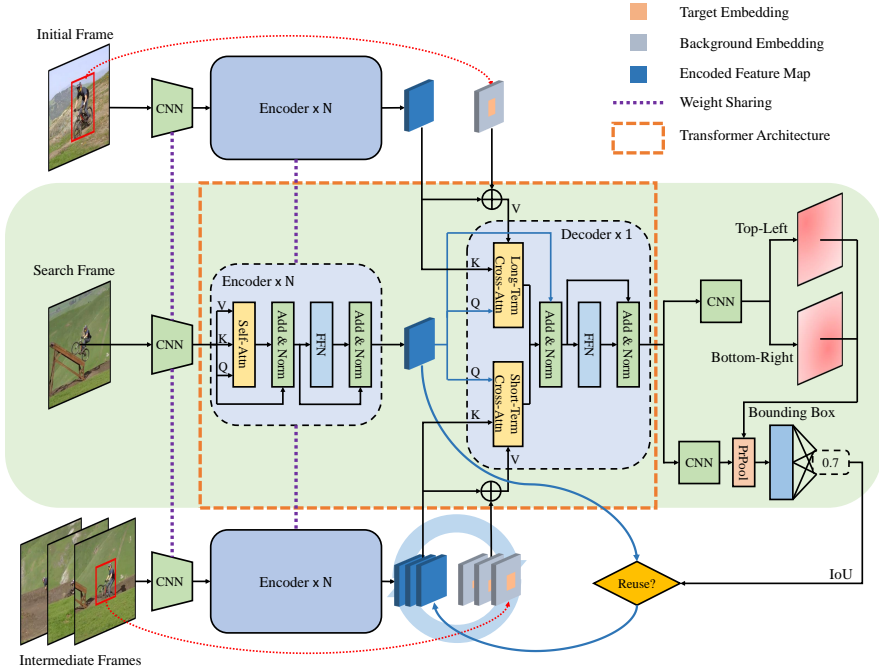 Initial Frame
CNN
Encoder x N
Target Embedding
Background Embedding
Encoded Feature Map
Weight Sharing
Transformer Architecture
Search Frame
CNN
Encoder x N
V
K
Q
Self-Attn
Add & Norm
FFN
Add & Norm
V
Decoder x 1
K
Q
Long-Term
Cross-Attn
Q
K
Short-Term
Cross-Attn
V
Add & Norm
FFN
Add & Norm
CNN
Top-Left
Bottom-Right
Bounding Box
CNN
PrPool
0.7
IoU
Reuse?
CNN
Encoder x N
Intermediate Frames